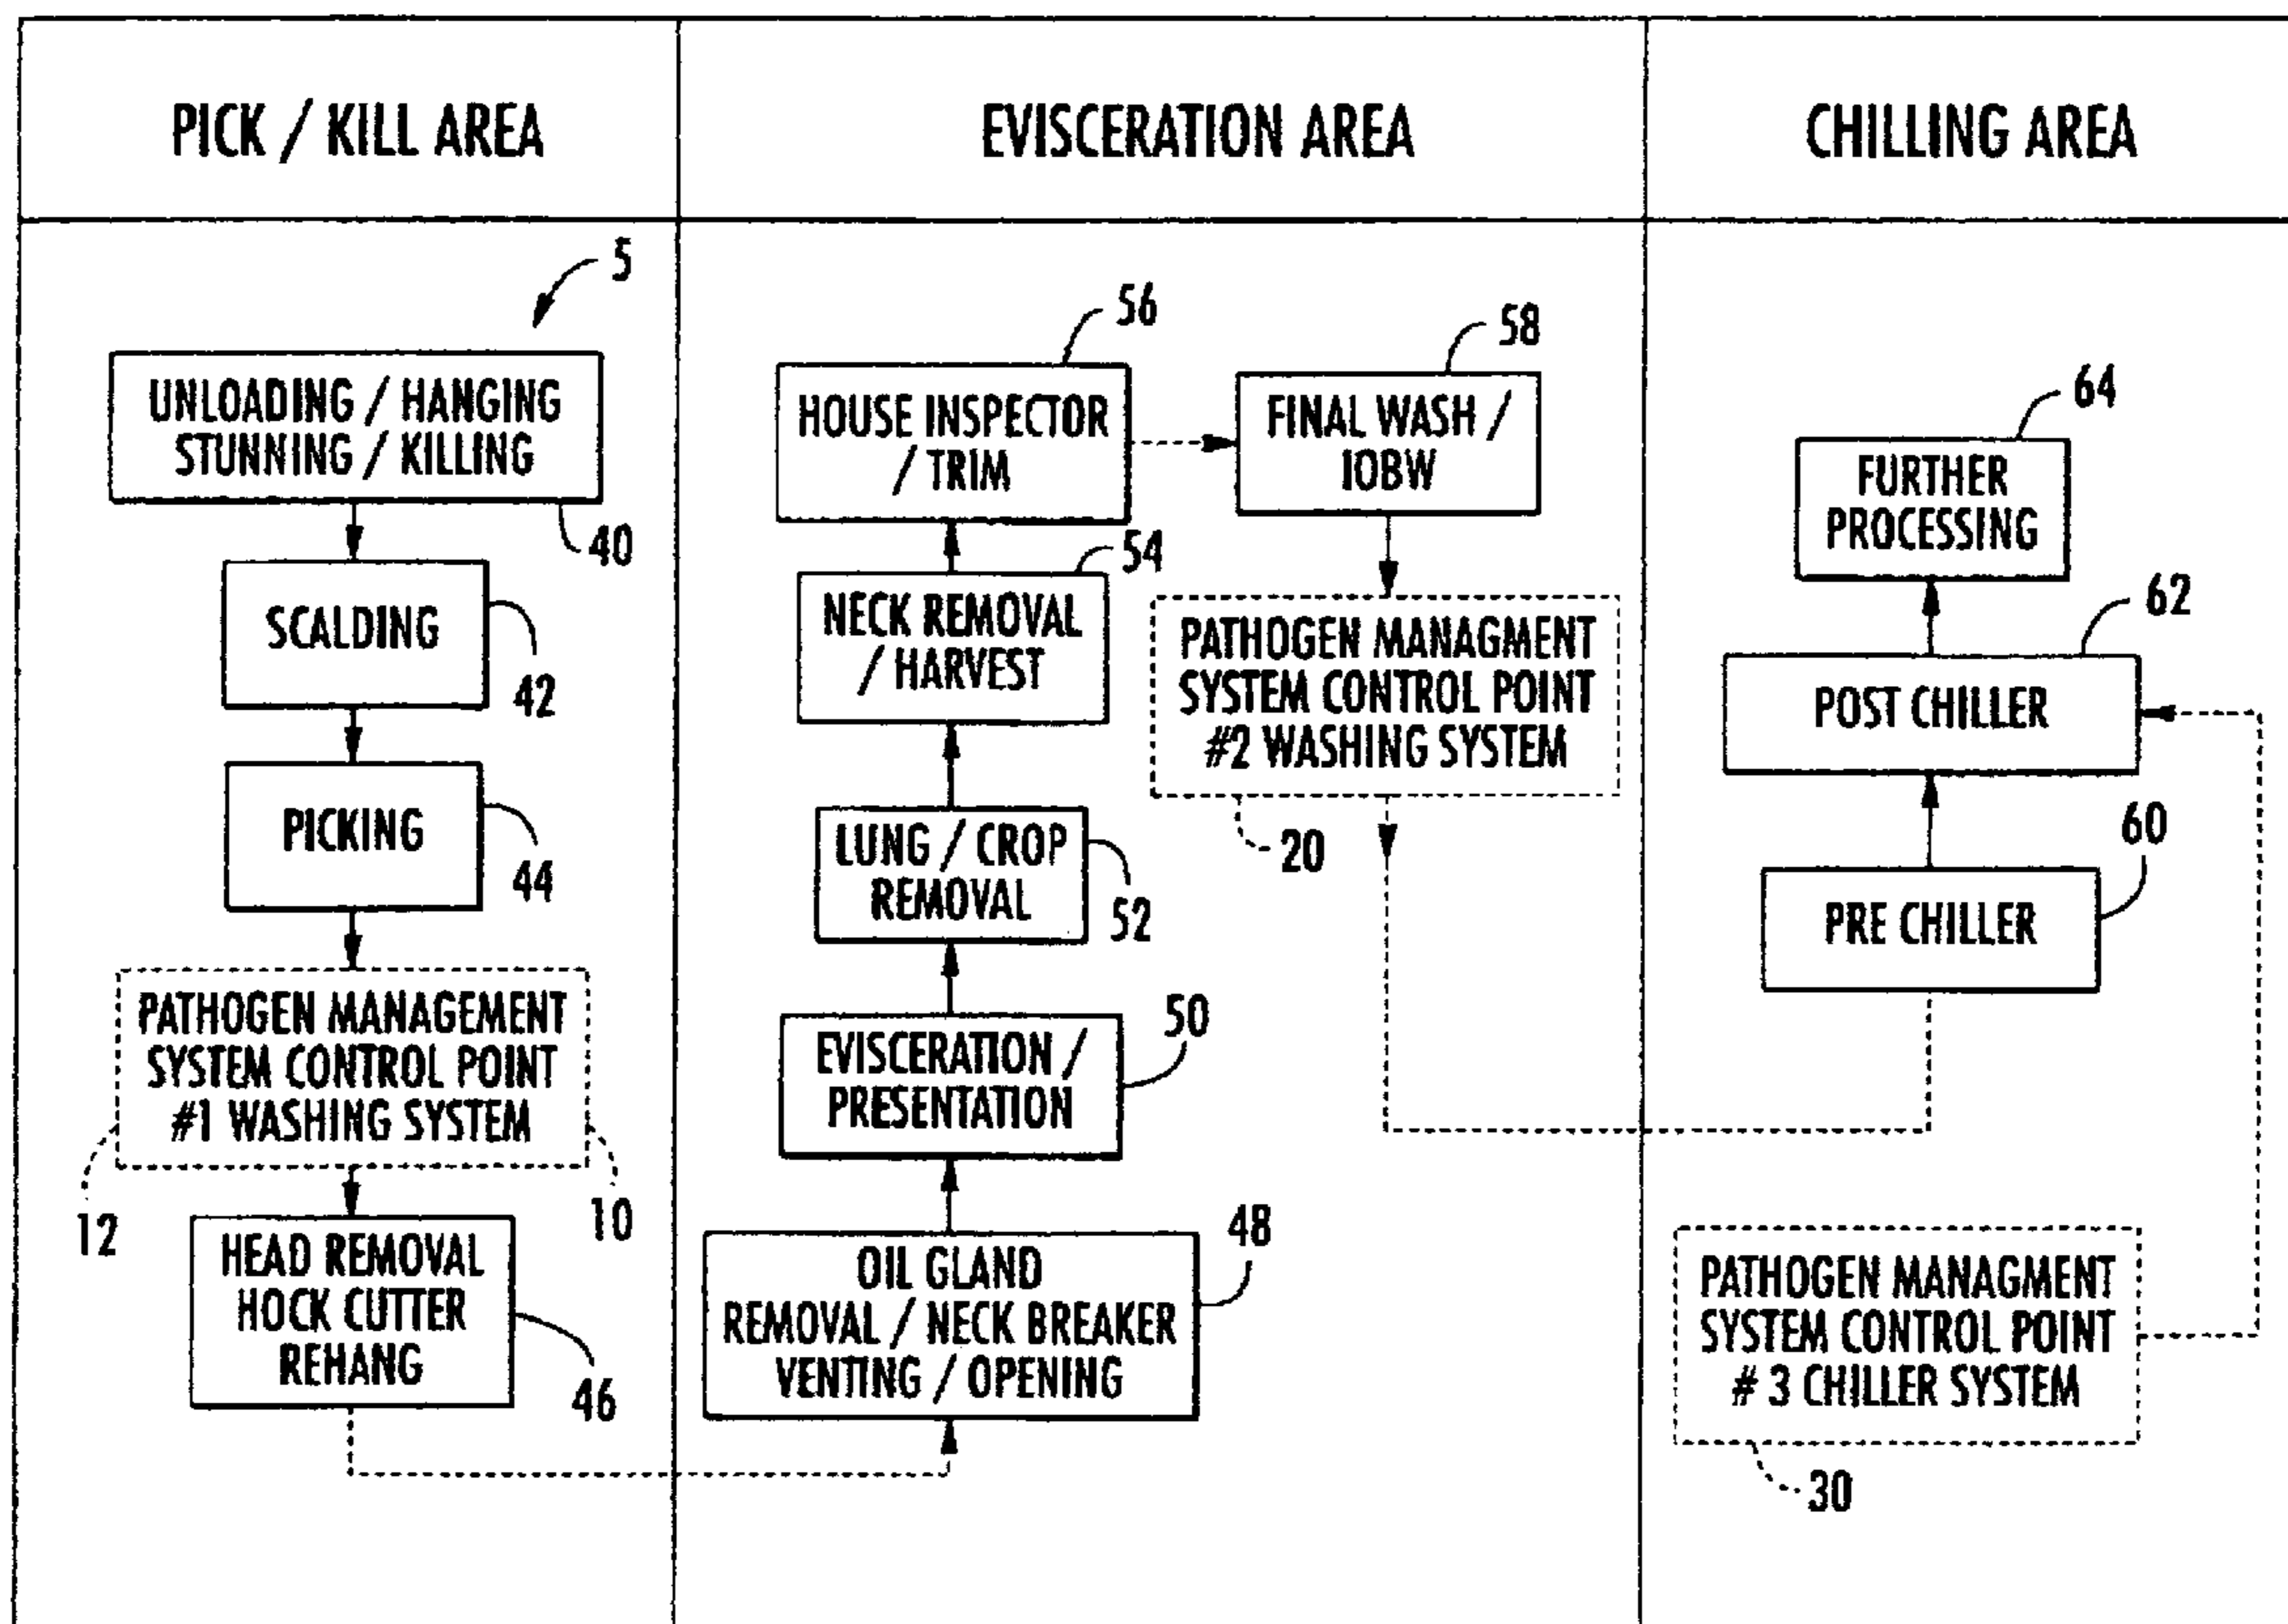 PICK / KILL AREA
EVISCERATION AREA
CHILLING AREA
5
UNLOADING / HANGING
STUNNING / KILLING
40
SCALDING
42
PICKING
44
PATHOGEN MANAGEMENT
SYSTEM CONTROL POINT
#1 WASHING SYSTEM
12
10
HEAD REMOVAL
HOCK CUTTER
REHANG
46
56
HOUSE INSPECTOR
/ TRIM
58
FINAL WASH /
IOBW
54
NECK REMOVAL
/ HARVEST
PATHOGEN MANAGMENT
SYSTEM CONTROL POINT
#2 WASHING SYSTEM
20
LUNG / CROP
REMOVAL
52
50
EVISCERATION /
PRESENTATION
48
OIL GLAND
REMOVAL / NECK BREAKER
VENTING / OPENING
64
FURTHER
PROCESSING
62
POST CHILLER
60
PRE CHILLER
PATHOGEN MANAGMENT
SYSTEM CONTROL POINT
# 3 CHILLER SYSTEM
30